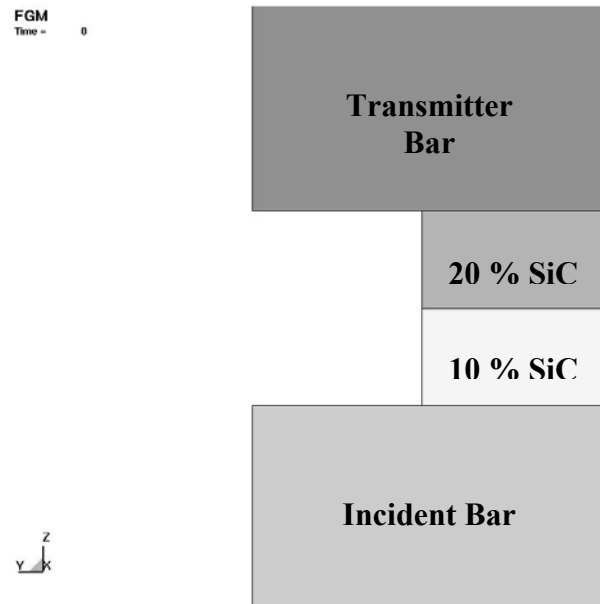 FGM
Time = 0
Transmitter
Bar
20 % SiC
10 % SiC
Incident Bar
Z
Y X